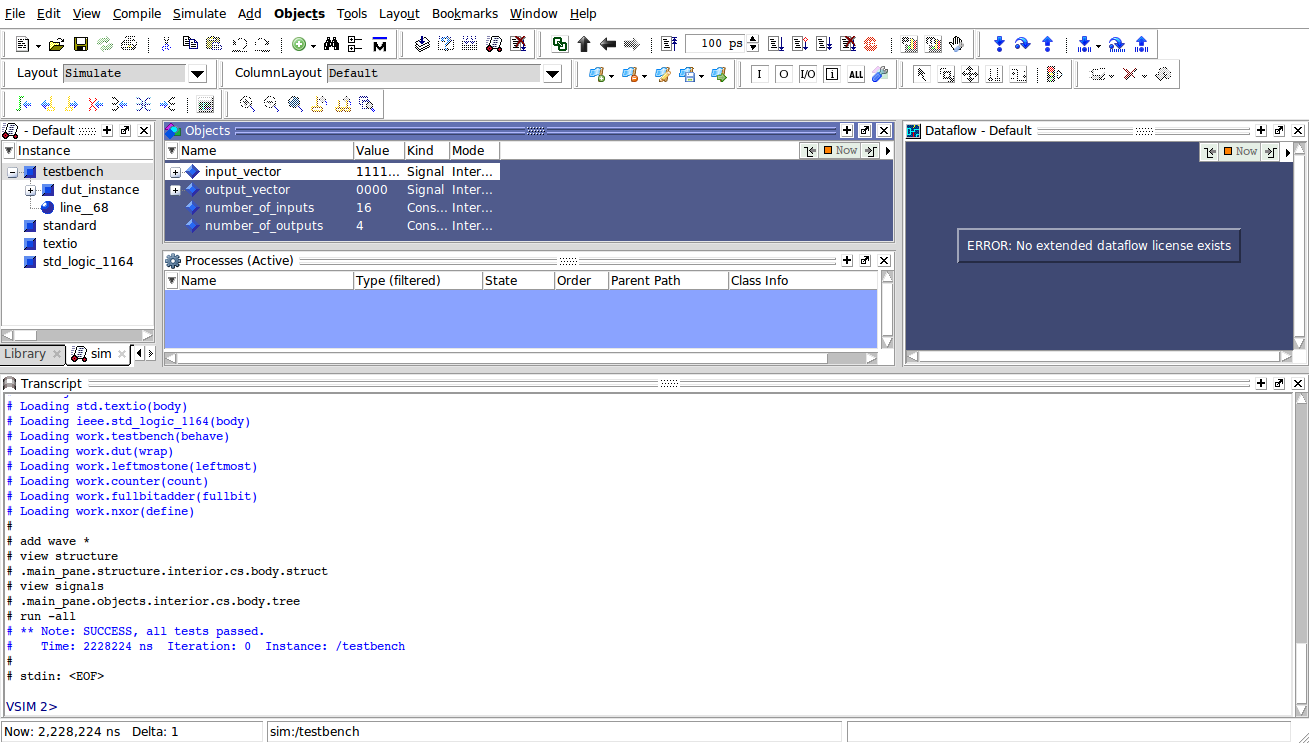 File Edit View Compile Simulate Add Objects Tools Layout Bookmarks Window Help
100 ps
Layout Simulate ColumnLayout Default
I O I/O i ALL
- Default
Instance
testbench
dut_instance
line__68
standard
textio
std_logic_1164
Library sim
Objects
Name Value Kind Mode Now
input_vector 1111... Signal Inter...
output_vector 0000 Signal Inter...
number_of_inputs 16 Cons... Inter...
number_of_outputs 4 Cons... Inter...
Processes (Active)
Name Type (filtered) State Order Parent Path Class Info
Dataflow - Default
Now
ERROR: No extended dataflow license exists
Transcript
# Loading std.textio(body)
# Loading ieee.std_logic_1164(body)
# Loading work.testbench(behave)
# Loading work.dut(wrap)
# Loading work.leftmostone(leftmost)
# Loading work.counter(count)
# Loading work.fullbitadder(fullbit)
# Loading work.nxor(define)
#
# add wave *
# view structure
# .main_pane.structure.interior.cs.body.struct
# view signals
# .main_pane.objects.interior.cs.body.tree
# run -all
# ** Note: SUCCESS, all tests passed.
# Time: 2228224 ns Iteration: 0 Instance: /testbench
#
# stdin: <EOF>
VSIM 2>
Now: 2,228,224 ns Delta: 1 sim:/testbench